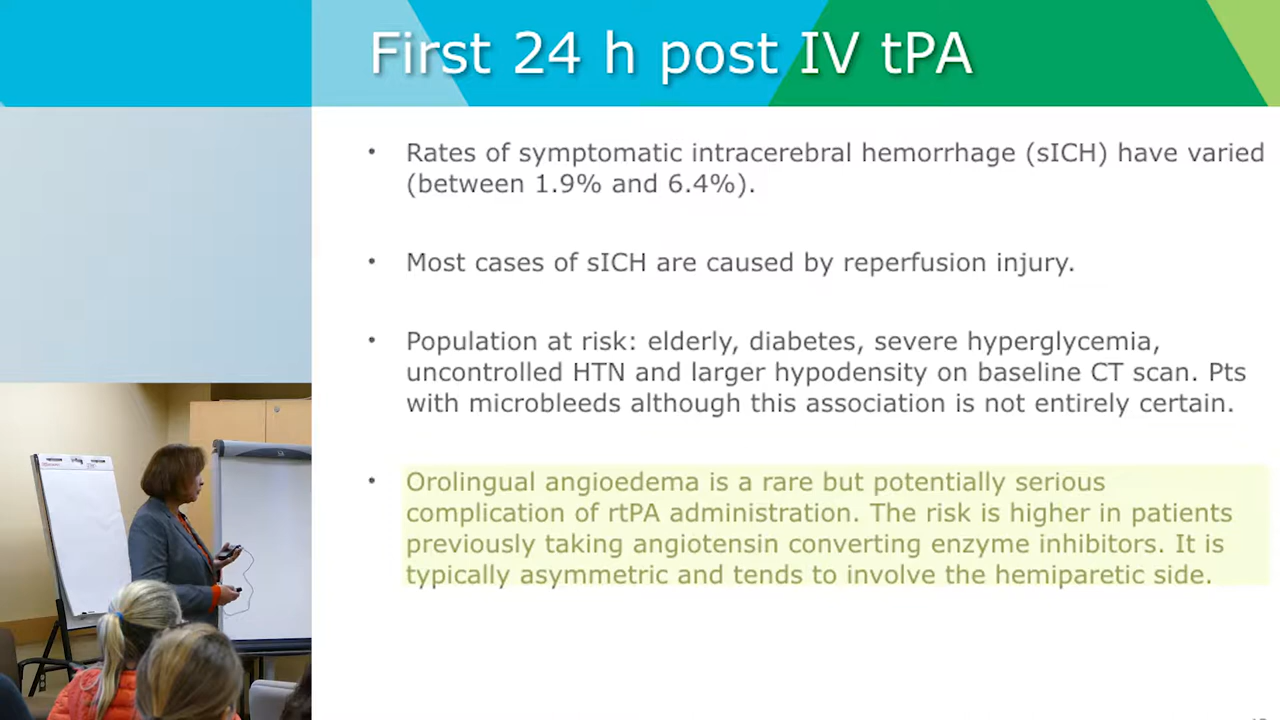 First 24 h post IV tPA
• Rates of symptomatic intracerebral hemorrhage (sICH) have varied
(between 1.9% and 6.4%).
• Most cases of sICH are caused by reperfusion injury.
• Population at risk: elderly, diabetes, severe hyperglycemia,
uncontrolled HTN and larger hypodensity on baseline CT scan. Pts
with microbleeds although this association is not entirely certain.
• Orolingual angioedema is a rare but potentially serious
complication of rtPA administration. The risk is higher in patients
previously taking angiotensin converting enzyme inhibitors. It is
typically asymmetric and tends to involve the hemiparetic side.